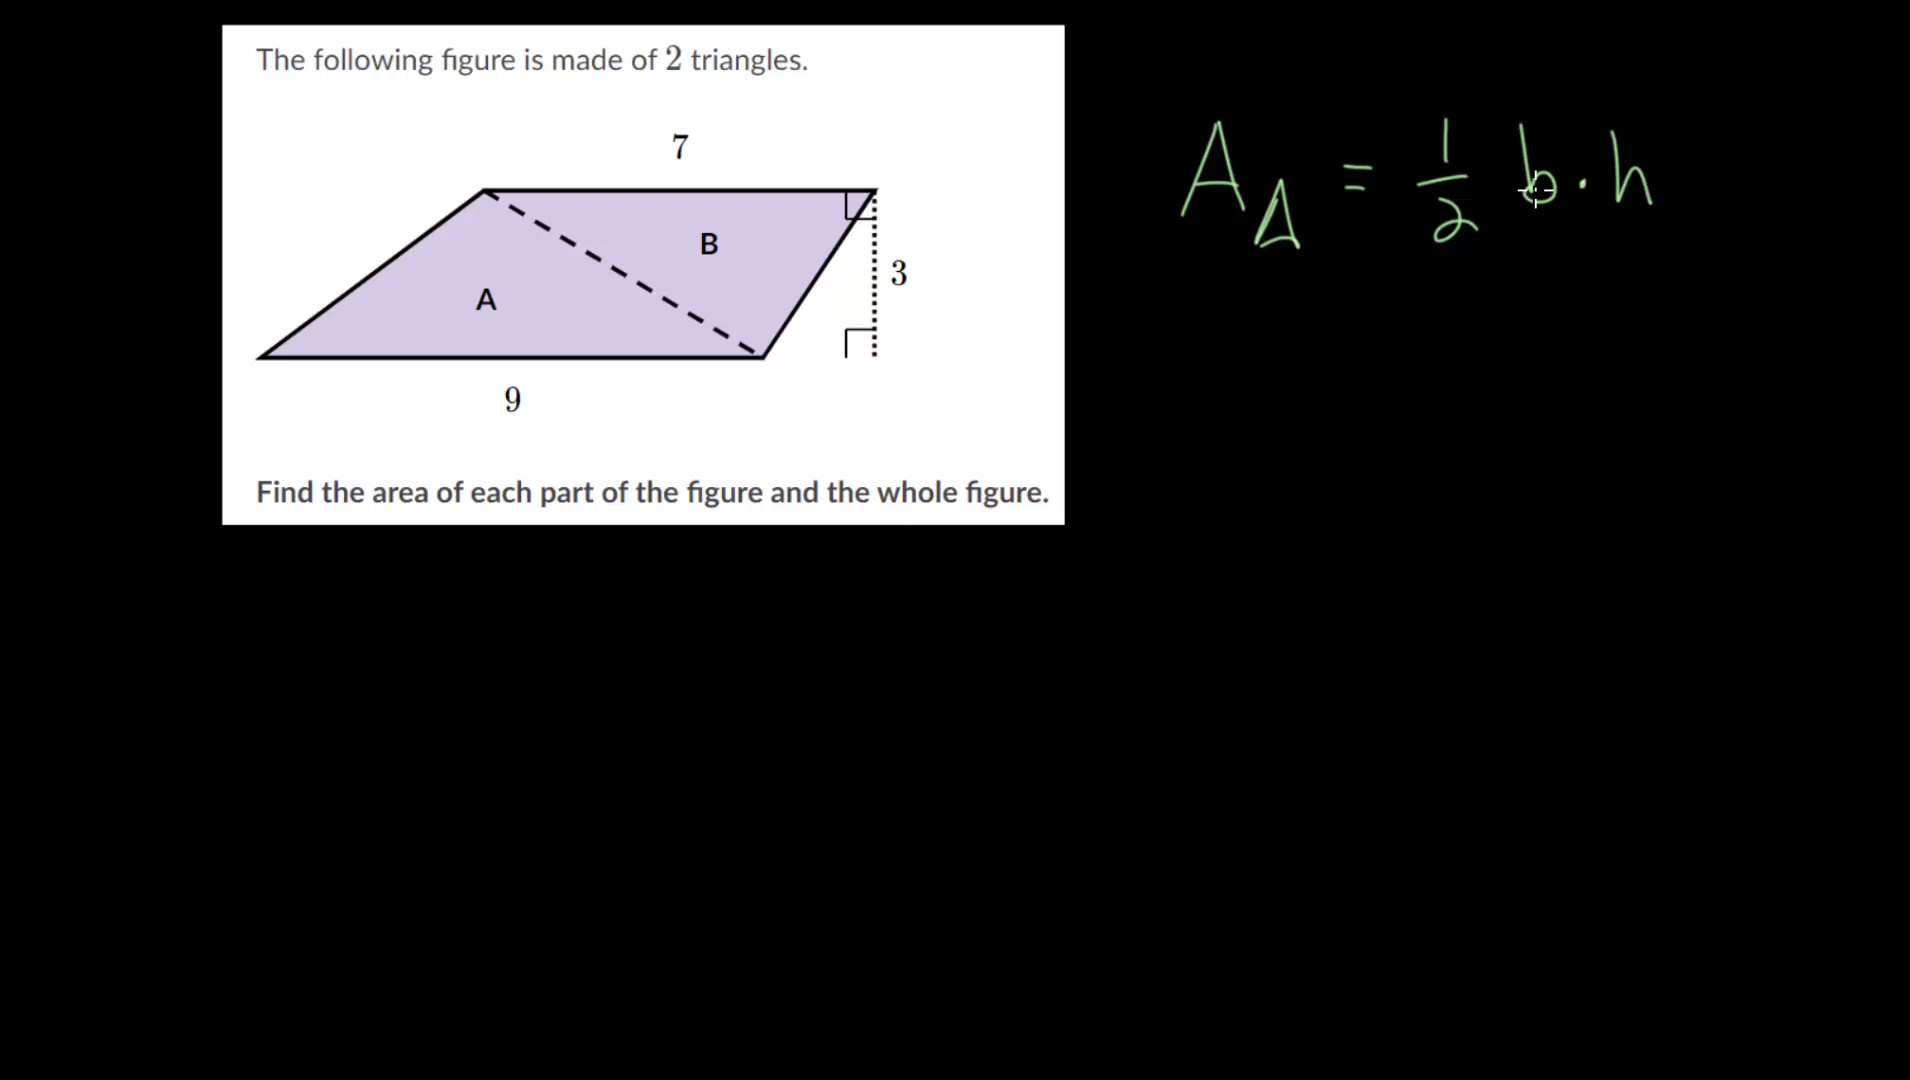 The following figure is made of 2 triangles.
7
B
3
A
9
Find the area of each part of the figure and the whole figure.
A_Δ = 1/2 b · h